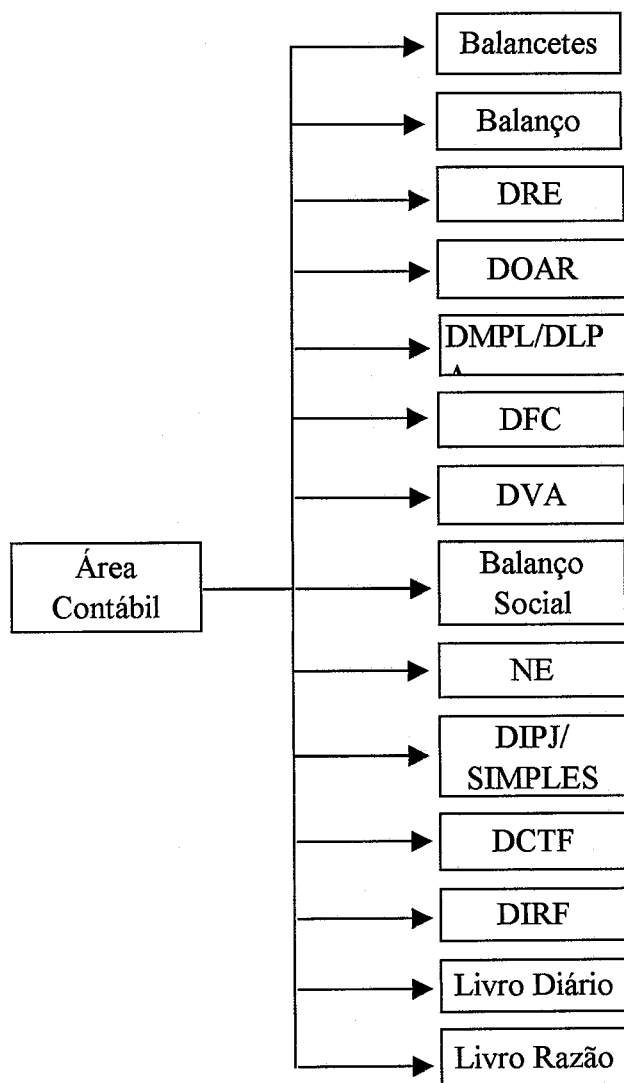 Balancetes
Balanço
DRE
DOAR
DMPL/DLP
A
DFC
DVA
Área
Contábil
Balanço
Social
NE
DIPJ/
SIMPLES
DCTF
DIRF
Livro Diário
Livro Razão